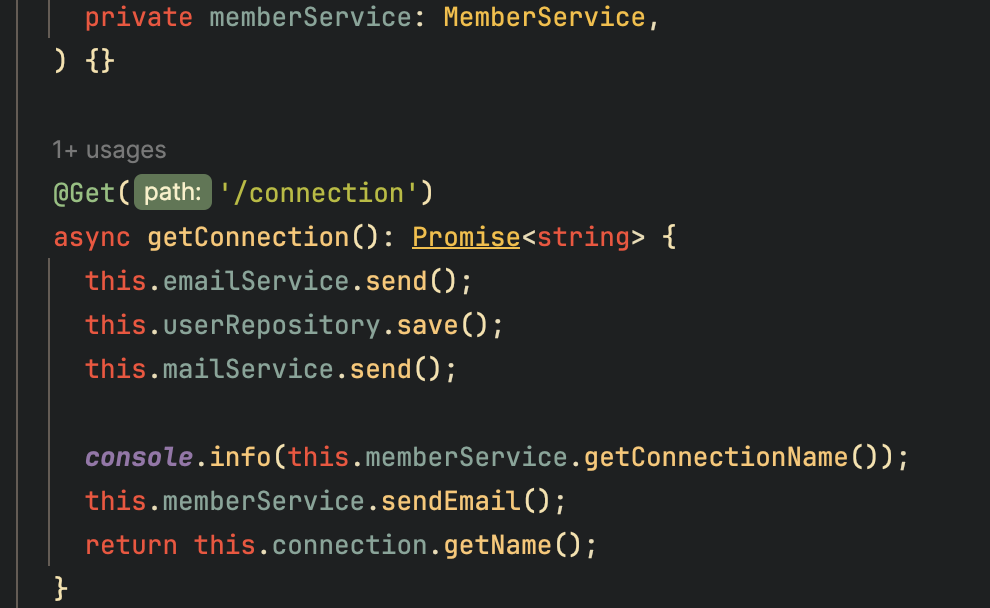 private memberService: MemberService,
) {}
1+ usages
@Get( path: '/connection')
async getConnection(): Promise<string> {
this.emailService.send();
this.userRepository.save();
this.mailService.send();
console.info(this.memberService.getConnectionName());
this.memberService.sendEmail();
return this.connection.getName();
}